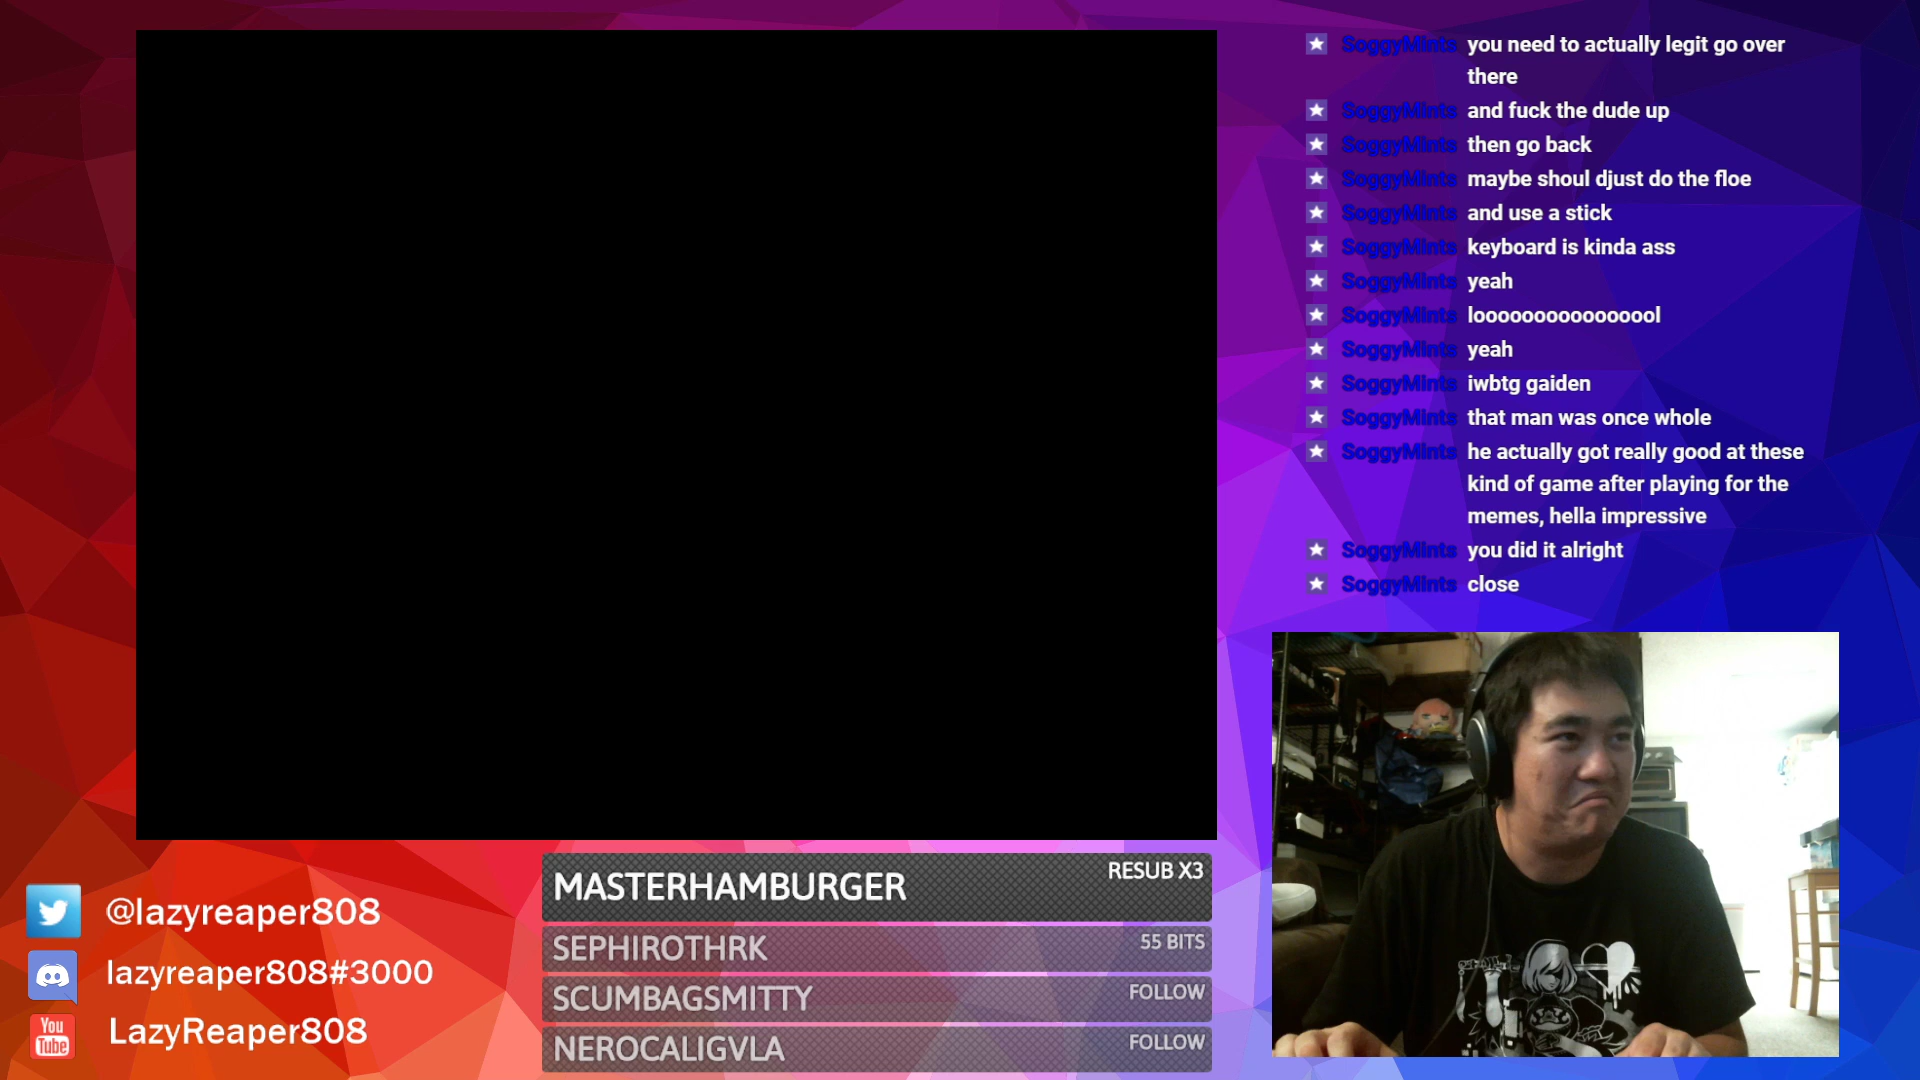 SoggyMints you need to actually legit go over
there
SoggyMints and fuck the dude up
SoggyMints then go back
SoggyMints maybe shoul djust do the floe
SoggyMints and use a stick
SoggyMints keyboard is kinda ass
SoggyMints yeah
SoggyMints looooooooooooooool
SoggyMints yeah
SoggyMints iwbtg gaiden
SoggyMints that man was once whole
SoggyMints he actually got really good at these
kind of game after playing for the
memes, hella impressive
SoggyMints you did it alright
SoggyMints close
MASTERHAMBURGER RESUB X3
SEPHIROTHRK 55 BITS
SCUMBAGSMITTY FOLLOW
NEROCALIGVLA FOLLOW
@lazyreaper808
lazyreaper808#3000
You
Tube
LazyReaper808